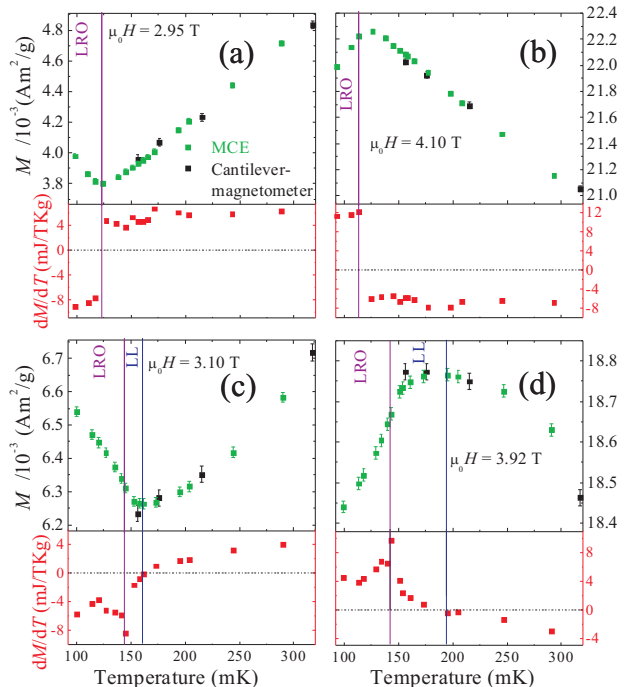 LRO
μ₀H = 2.95 T
(a)
M /10⁻³ (Am²/g)
4.8
4.6
4.4
4.2
4.0
3.8
MCE
Cantilever-
magnetometer
dM/dT (mJ/TKg)
4
0
-4
-8
(b)
LRO
μ₀H = 4.10 T
22.4
22.2
22.0
21.8
21.6
21.4
21.2
21.0
12
8
4
0
-4
-8
LRO
LL
μ₀H = 3.10 T
(c)
M /10⁻³ (Am²/g)
6.7
6.6
6.5
6.4
6.3
6.2
dM/dT (mJ/TKg)
4
0
-4
-8
100 150 200 250 300
Temperature (mK)
LRO
LL
(d)
μ₀H = 3.92 T
18.8
18.7
18.6
18.5
18.4
8
4
0
-4
100 150 200 250 300
Temperature (mK)